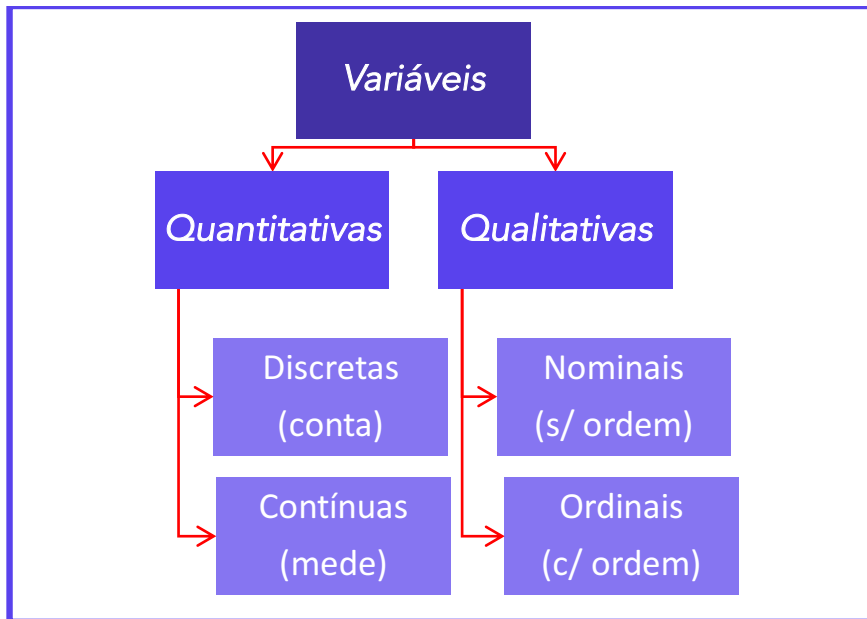 Variáveis
Quantitativas
Qualitativas
Discretas
(conta)
Nominais
(s/ ordem)
Contínuas
(mede)
Ordinais
(c/ ordem)